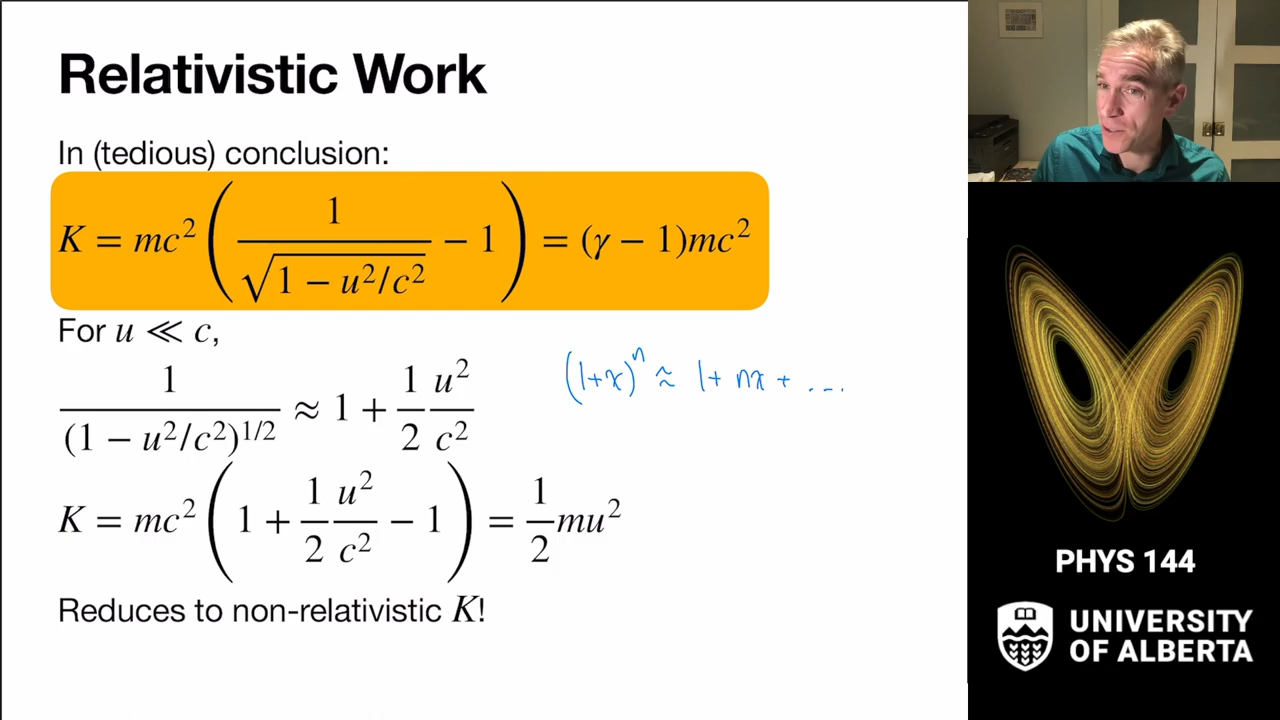 Relativistic Work
In (tedious) conclusion:
K = mc² ( 1 / √(1 − u²/c²) − 1 ) = (γ − 1)mc²
For u ≪ c,
1 / (1 − u²/c²)^{1/2} ≈ 1 + (1/2)(u²/c²)
(1+x)ⁿ ≈ 1 + nx + ...
K = mc² ( 1 + (1/2)(u²/c²) − 1 ) = (1/2)mu²
Reduces to non-relativistic K!
PHYS 144
UNIVERSITY
OF ALBERTA